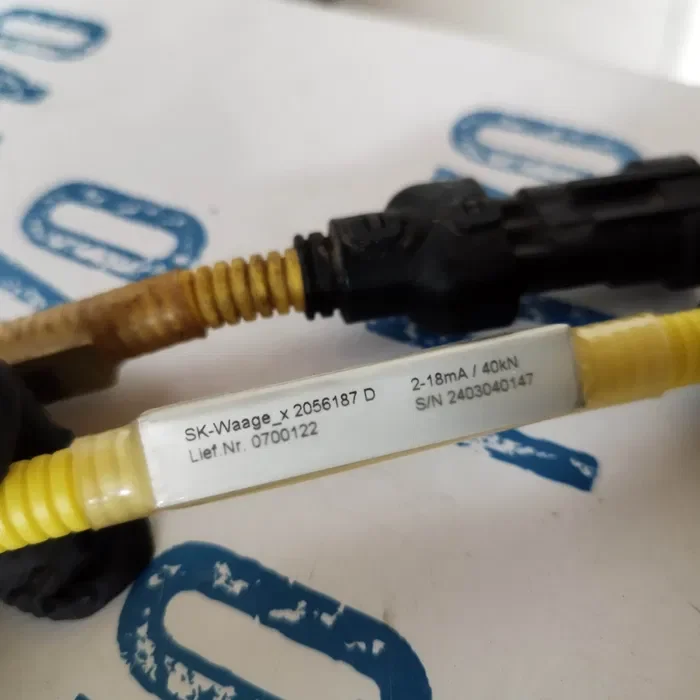 SK-Waage_x 2056187 D
Lief.Nr. 0700122
2-18mA / 40kN
S/N 2403040147